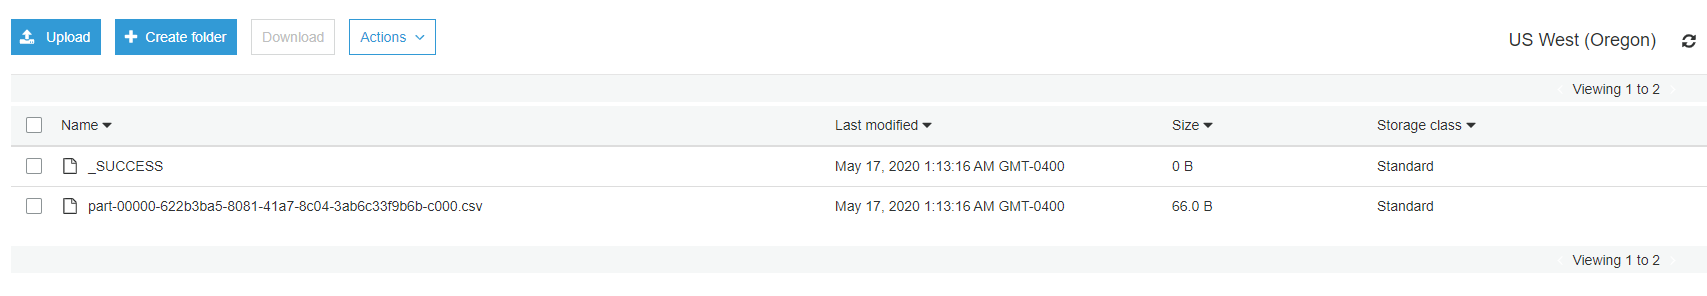 Upload Create folder Download Actions
US West (Oregon)
Viewing 1 to 2
Name Last modified Size Storage class
_SUCCESS May 17, 2020 1:13:16 AM GMT-0400 0 B Standard
part-00000-622b3ba5-8081-41a7-8c04-3ab6c33f9b6b-c000.csv May 17, 2020 1:13:16 AM GMT-0400 66.0 B Standard
Viewing 1 to 2